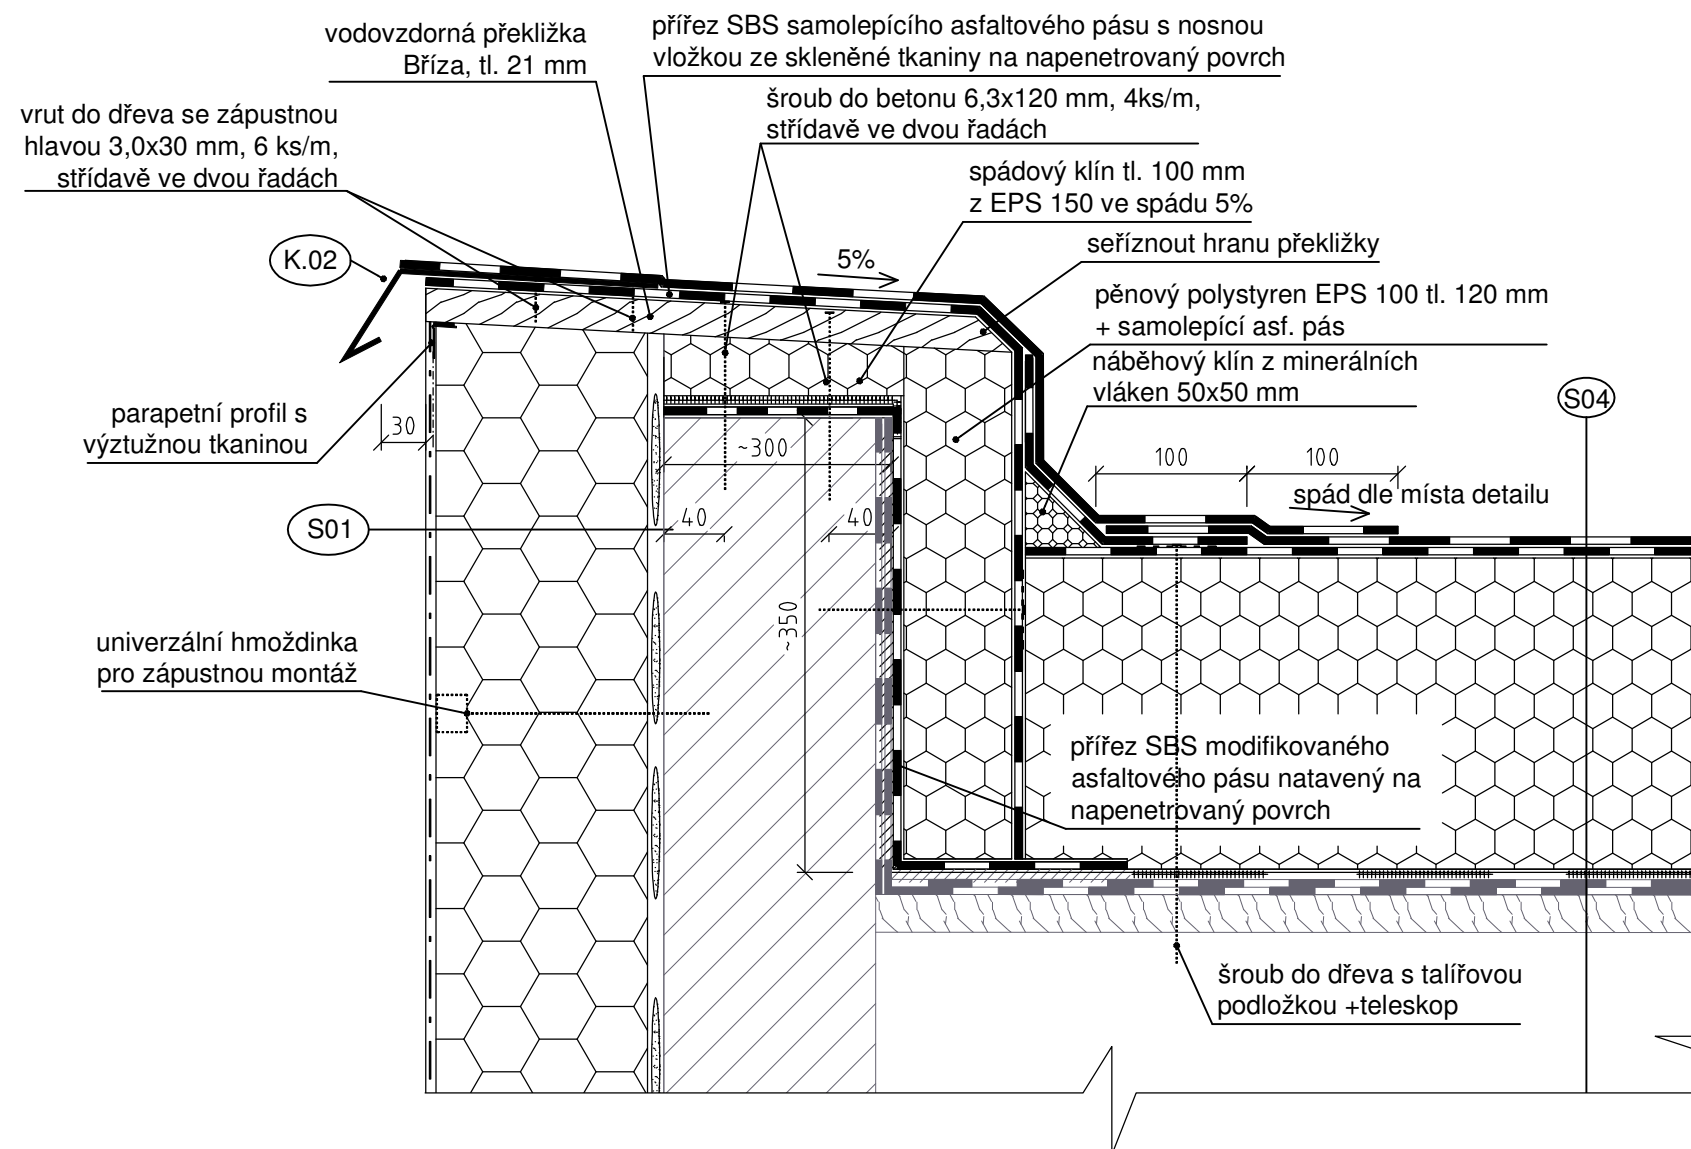 vodovzdorná překližka
Bříza, tl. 21 mm
přířez SBS samolepícího asfaltového pásu s nosnou
vložkou ze skleněné tkaniny na napenetrovaný povrch
vrut do dřeva se zápustnou
hlavou 3,0x30 mm, 6 ks/m,
střídavě ve dvou řadách
šroub do betonu 6,3x120 mm, 4ks/m,
střídavě ve dvou řadách
spádový klín tl. 100 mm
z EPS 150 ve spádu 5%
seříznout hranu překližky
K.02
5%
pěnový polystyren EPS 100 tl. 120 mm
+ samolepící asf. pás
náběhový klín z minerálních
vláken 50x50 mm
S04
parapetní profil s
výztužnou tkaninou
30
~300
100
100
spád dle místa detailu
S01
40
40
~350
univerzální hmoždinka
pro zápustnou montáž
přířez SBS modifikovaného
asfaltového pásu natavený na
napenetrovaný povrch
šroub do dřeva s talířovou
podložkou +teleskop